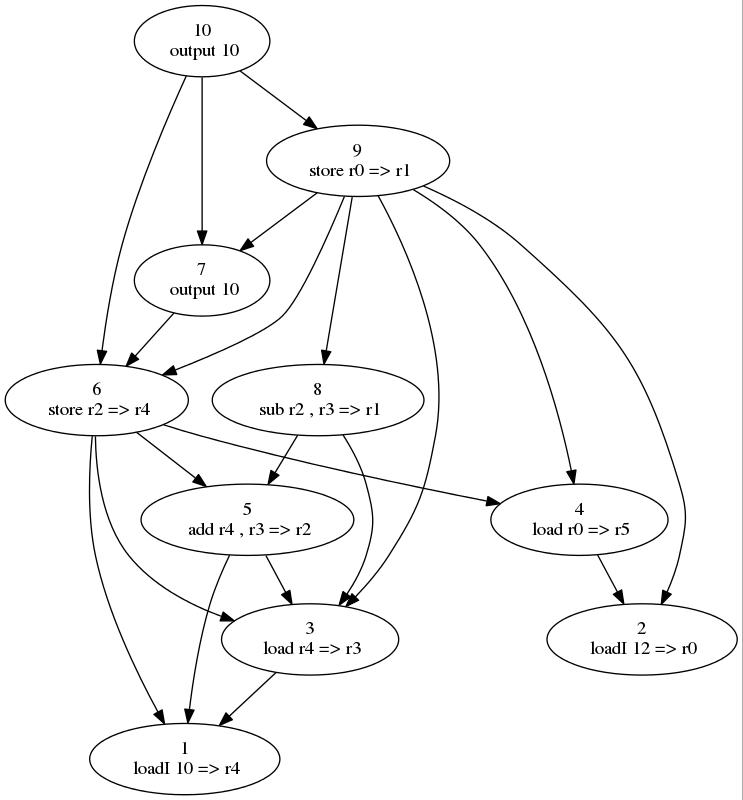 10
output 10
9
store r0 => r1
7
output 10
6
store r2 => r4
8
sub r2 , r3 => r1
5
add r4 , r3 => r2
4
load r0 => r5
3
load r4 => r3
2
loadI 12 => r0
1
loadI 10 => r4